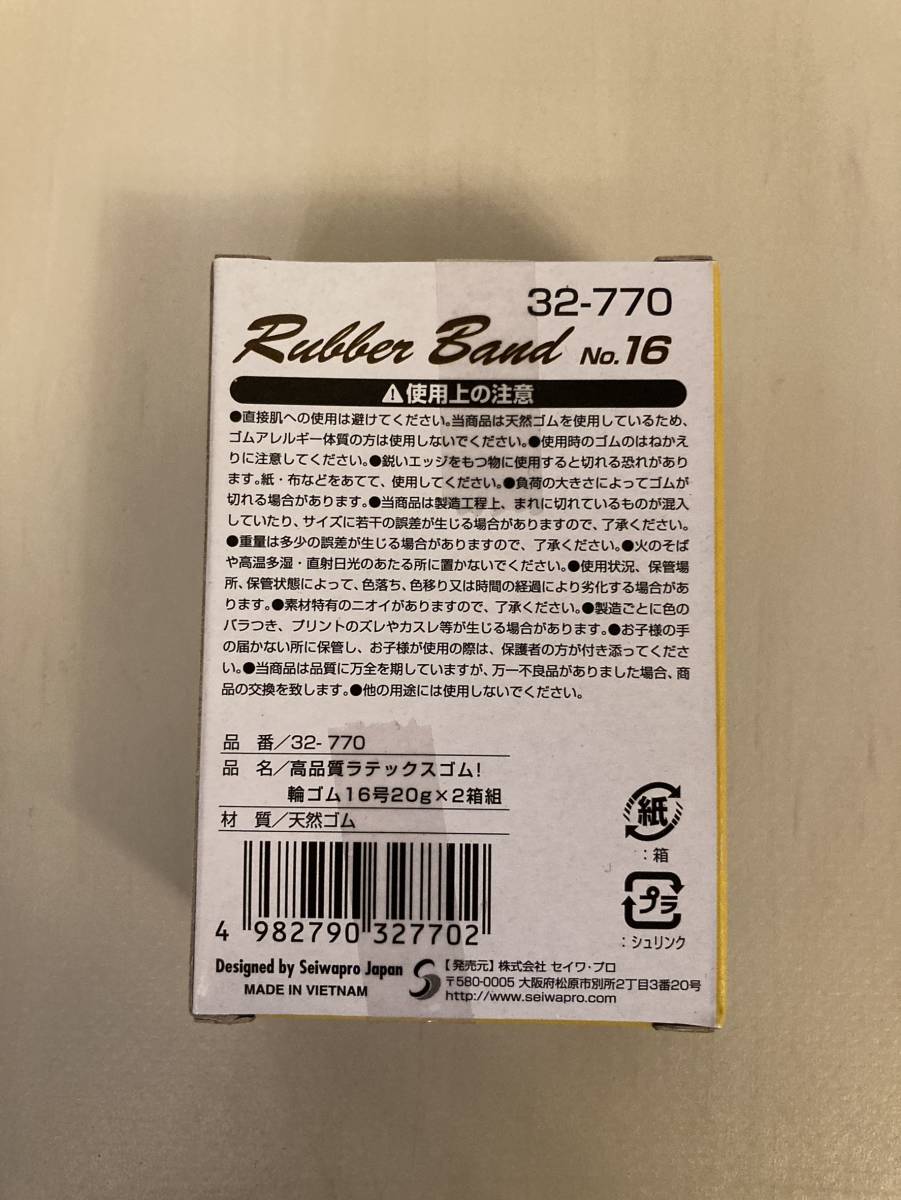 32-770
Rubber Band No.16
⚠使用上の注意
●直接肌への使用は避けてください。当商品は天然ゴムを使用しているため、
ゴムアレルギー体質の方は使用しないでください。●使用時のゴムのはねかえ
りに注意してください。●鋭いエッジをもつ物に使用すると切れる恐れがあり
ます。紙・布などをあてて、使用してください。●負荷の大きさによってゴムが
切れる場合があります。●当商品は製造工程上、まれに切れているものが混入
していたり、サイズに若干の誤差が生じる場合がありますので、了承ください。
●重量は多少の誤差が生じる場合がありますので、了承ください。●火のそば
や高温多湿・直射日光のあたる所に置かないでください。●使用状況、保管場
所、保管状態によって、色落ち、色移り又は時間の経過により劣化する場合があ
ります。●素材特有のニオイがありますので、了承ください。●製造ごとに色の
バラつき、プリントのズレやカスレ等が生じる場合があります。●お子様の手
の届かない所に保管し、お子様が使用の際は、保護者の方が付き添ってくださ
い。●当商品は品質に万全を期していますが、万一不良品がありました場合、商
品の交換を致します。●他の用途には使用しないでください。
品 番/32-770
品 名/高品質ラテックスゴム!
輪ゴム16号20g×2箱組
材 質/天然ゴム
紙
:箱
プラ
:シュリンク
4 982790 327702
Designed by Seiwapro Japan
MADE IN VIETNAM
【発売元】株式会社 セイワ・プロ
〒580-0005 大阪府松原市別所2丁目3番20号
http://www.seiwapro.com